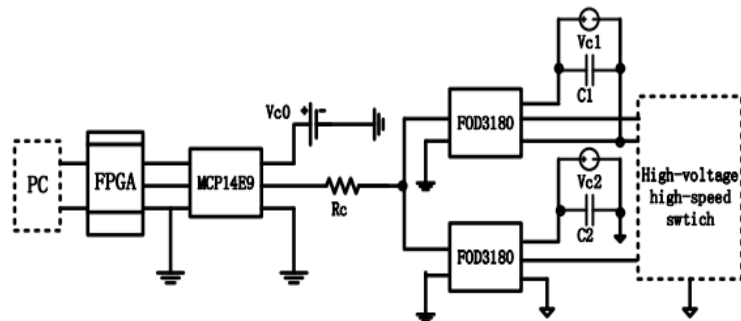 Vc1
C1
Vc0
FOD3180
PC
FPGA
MCP14E9
Rc
Vc2
C2
FOD3180
High-voltage
high-speed
swtich